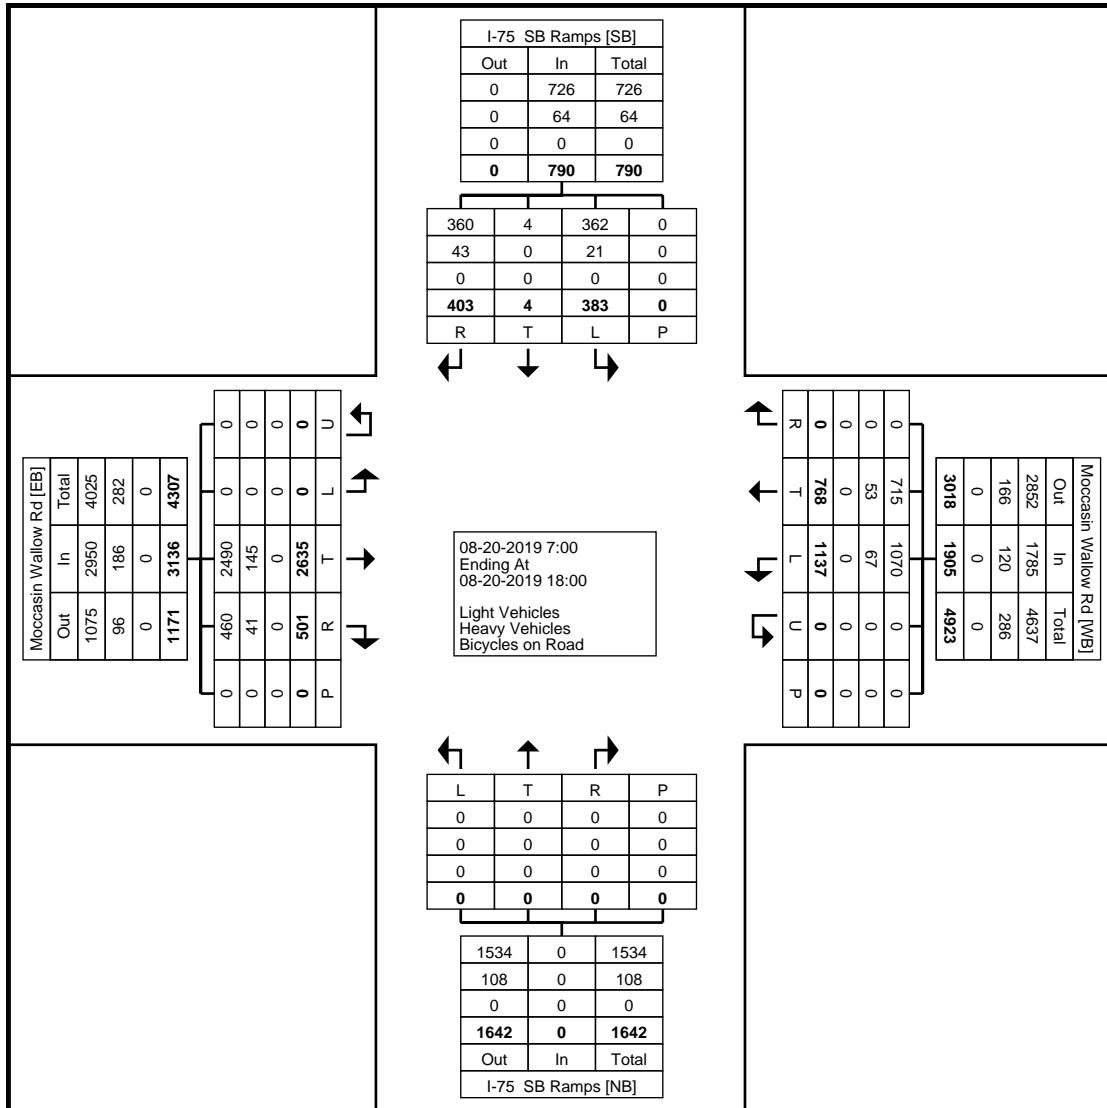 I-75 SB Ramps [SB]
Out In Total
0 726 726
0 64 64
0 0 0
0 790 790
360 4 362 0
43 0 21 0
0 0 0 0
403 4 383 0
R T L P
Moccasin Wallow Rd [EB]
Total In Out
4025 2950 1075
282 186 96
0 0 0
4307 3136 1171
0 0 2490 460 0
0 0 145 41 0
0 0 0 0 0
0 0 2635 501 0
U L T R P
08-20-2019 7:00
Ending At
08-20-2019 18:00
Light Vehicles
Heavy Vehicles
Bicycles on Road
Moccasin Wallow Rd [WB]
Out In Total
2852 1785 4637
166 120 286
0 0 0
3018 1905 4923
0 715 1070 0 0
0 53 67 0 0
0 0 0 0 0
0 768 1137 0 0
R T L U P
L T R P
0 0 0 0
0 0 0 0
0 0 0 0
0 0 0 0
1534 0 1534
108 0 108
0 0 0
1642 0 1642
Out In Total
I-75 SB Ramps [NB]